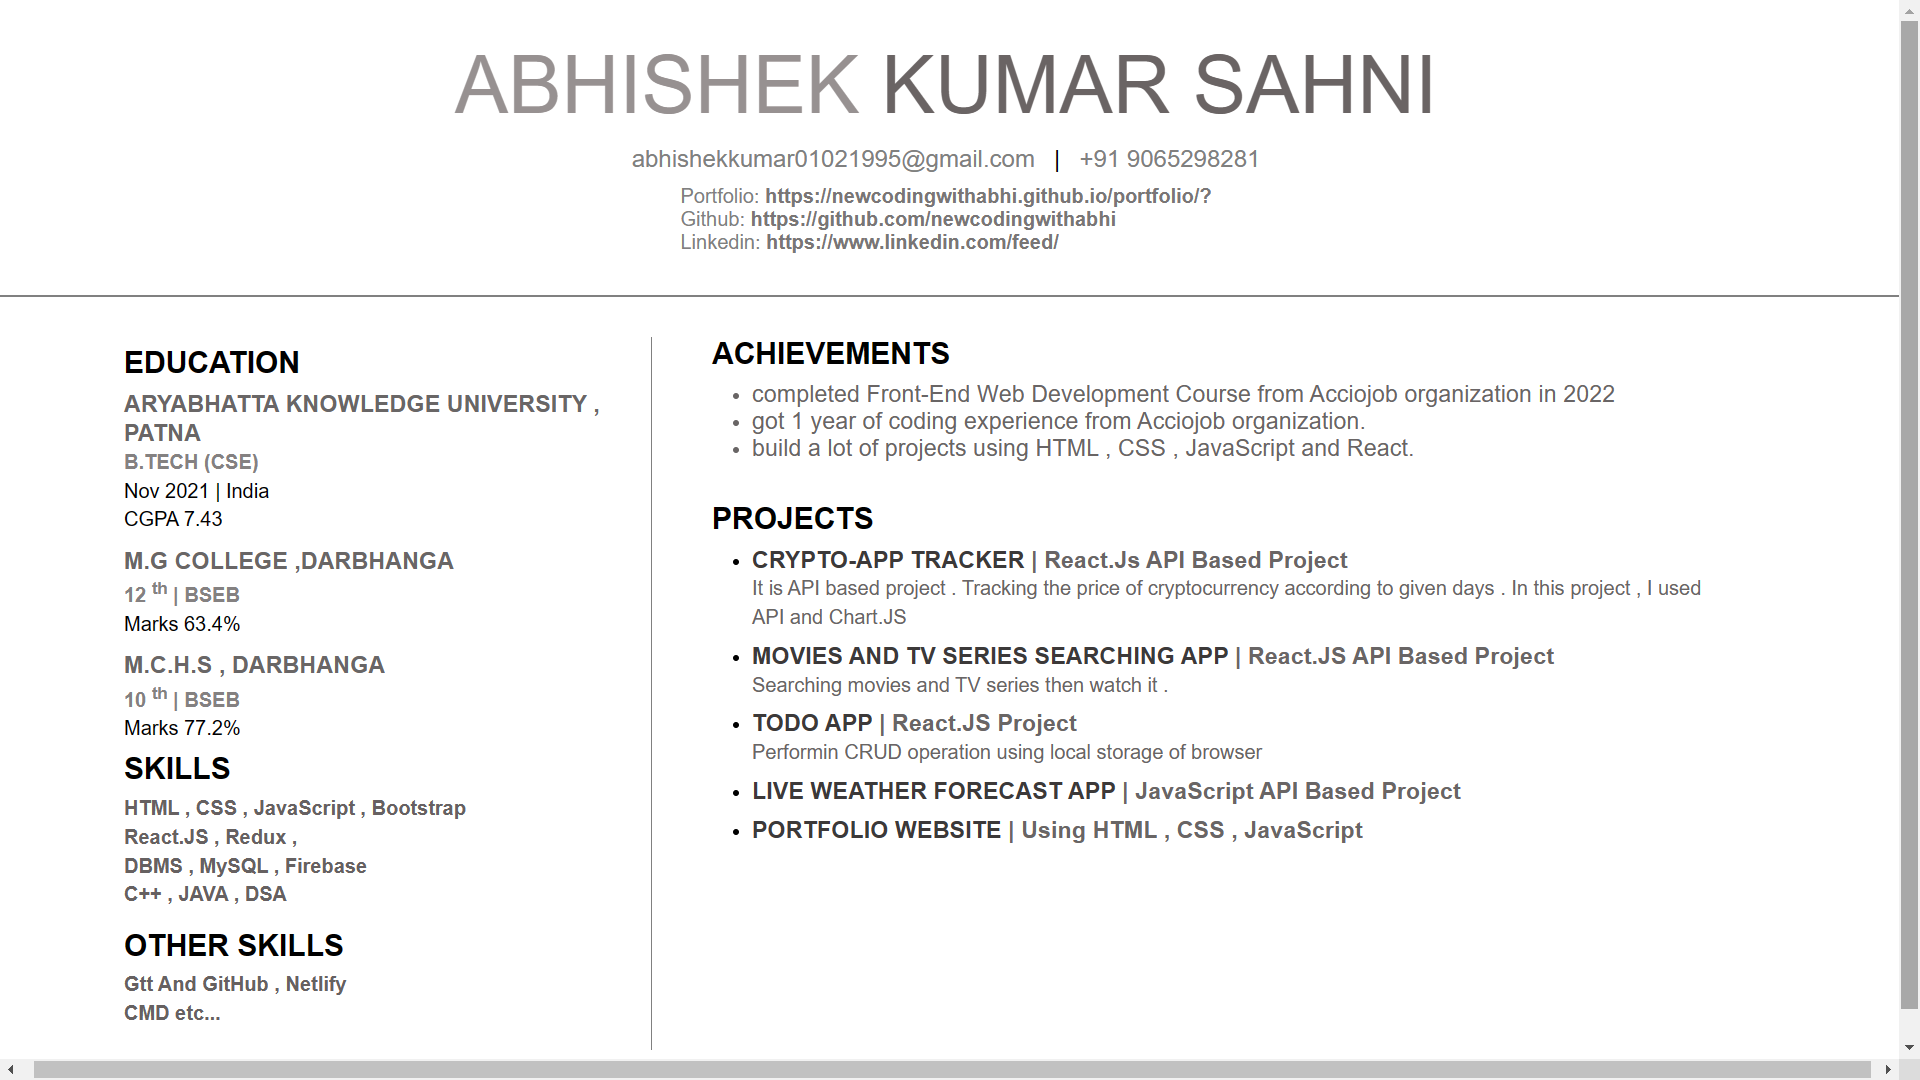 ABHISHEK KUMAR SAHNI
abhishekkumar01021995@gmail.com | +91 9065298281
Portfolio: https://newcodingwithabhi.github.io/portfolio/?
Github: https://github.com/newcodingwithabhi
Linkedin: https://www.linkedin.com/feed/
EDUCATION
ARYABHATTA KNOWLEDGE UNIVERSITY ,
PATNA
B.TECH (CSE)
Nov 2021 | India
CGPA 7.43
M.G COLLEGE ,DARBHANGA
12 th | BSEB
Marks 63.4%
M.C.H.S , DARBHANGA
10 th | BSEB
Marks 77.2%
SKILLS
HTML , CSS , JavaScript , Bootstrap
React.JS , Redux ,
DBMS , MySQL , Firebase
C++ , JAVA , DSA
OTHER SKILLS
Gtt And GitHub , Netlify
CMD etc...
ACHIEVEMENTS
• completed Front-End Web Development Course from Acciojob organization in 2022
• got 1 year of coding experience from Acciojob organization.
• build a lot of projects using HTML , CSS , JavaScript and React.
PROJECTS
• CRYPTO-APP TRACKER | React.Js API Based Project
It is API based project . Tracking the price of cryptocurrency according to given days . In this project , I used
API and Chart.JS
• MOVIES AND TV SERIES SEARCHING APP | React.JS API Based Project
Searching movies and TV series then watch it .
• TODO APP | React.JS Project
Performin CRUD operation using local storage of browser
• LIVE WEATHER FORECAST APP | JavaScript API Based Project
• PORTFOLIO WEBSITE | Using HTML , CSS , JavaScript